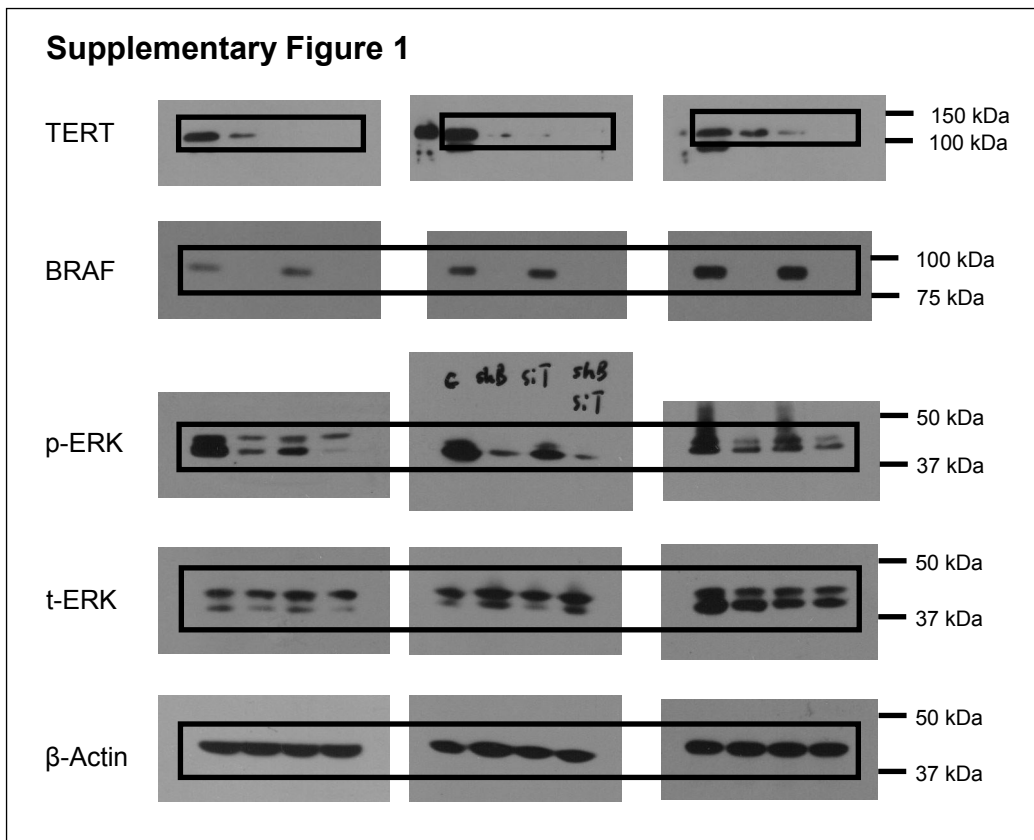 Supplementary Figure 1
TERT
150 kDa
100 kDa
BRAF
100 kDa
75 kDa
C shB siT shB
siT
p-ERK
50 kDa
37 kDa
t-ERK
50 kDa
37 kDa
β-Actin
50 kDa
37 kDa